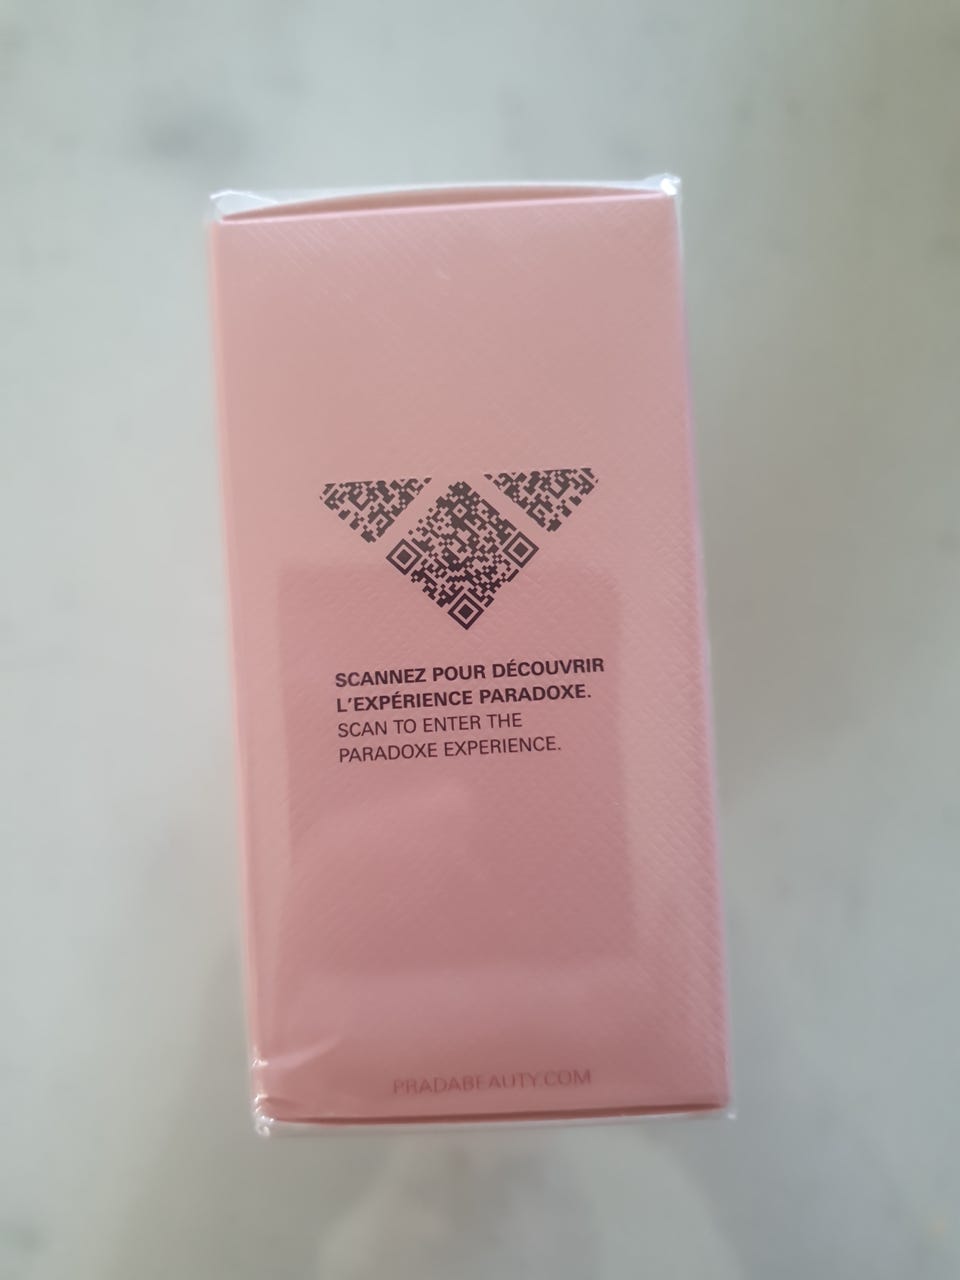 SCANNEZ POUR DÉCOUVRIR
L'EXPÉRIENCE PARADOXE.
SCAN TO ENTER THE
PARADOXE EXPERIENCE.
PRADABEAUTY.COM